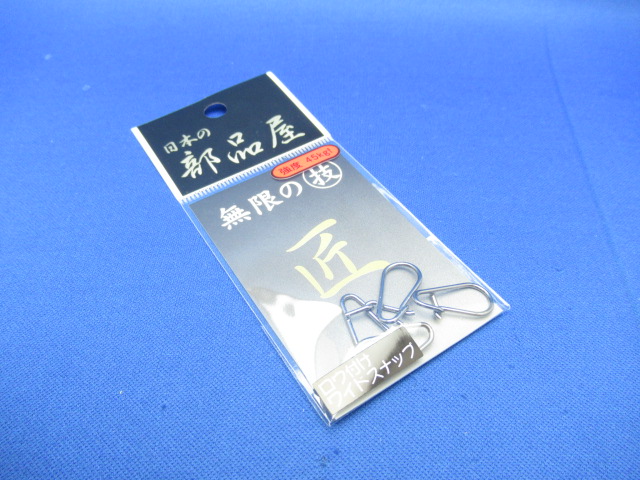 日本の
部品屋
強度 45kg!
無限の技
匠
ロウ付け
ワイドスナップ